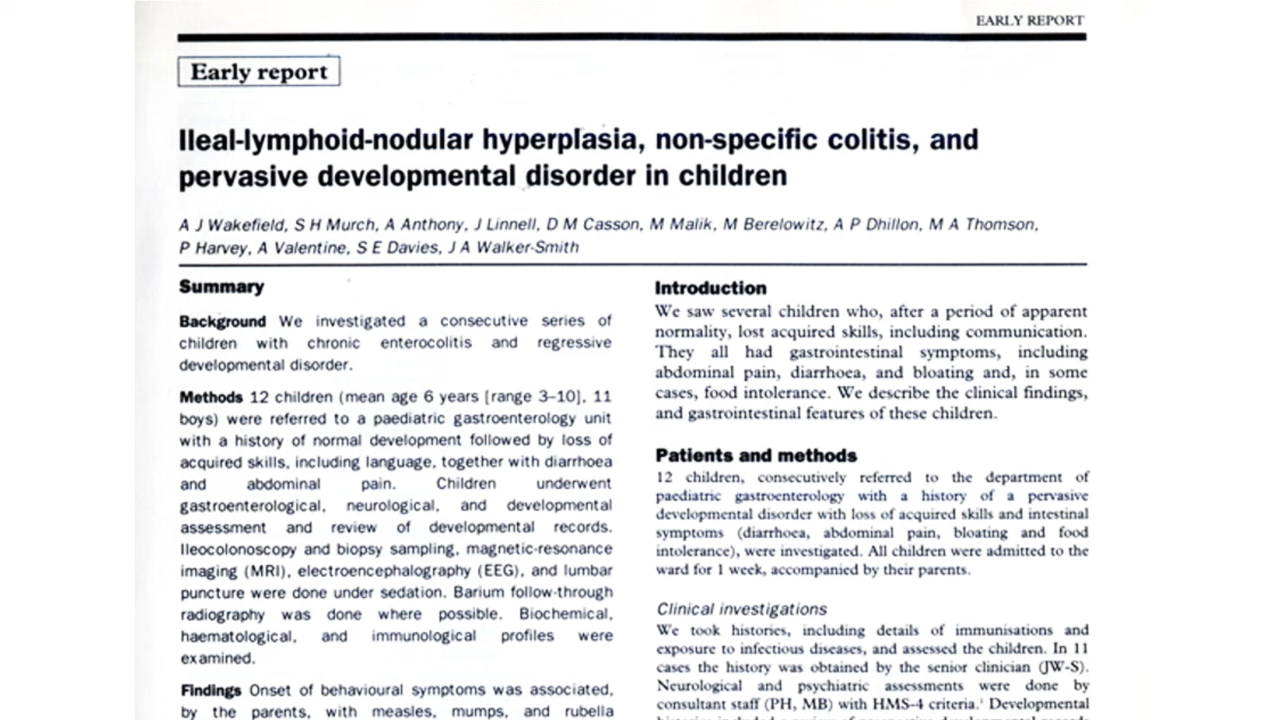 EARLY REPORT
Early report
Ileal-lymphoid-nodular hyperplasia, non-specific colitis, and
pervasive developmental disorder in children
A J Wakefield, S H Murch, A Anthony, J Linnell, D M Casson, M Malik, M Berelowitz, A P Dhillon, M A Thomson,
P Harvey, A Valentine, S E Davies, J A Walker-Smith
Summary
Background We investigated a consecutive series of
children with chronic enterocolitis and regressive
developmental disorder.
Methods 12 children (mean age 6 years [range 3–10], 11
boys) were referred to a paediatric gastroenterology unit
with a history of normal development followed by loss of
acquired skills, including language, together with diarrhoea
and abdominal pain. Children underwent
gastroenterological, neurological, and developmental
assessment and review of developmental records.
Ileocolonoscopy and biopsy sampling, magnetic-resonance
imaging (MRI), electroencephalography (EEG), and lumbar
puncture were done under sedation. Barium follow-through
radiography was done where possible. Biochemical,
haematological, and immunological profiles were
examined.
Findings Onset of behavioural symptoms was associated,
by the parents, with measles, mumps, and rubella
Introduction
We saw several children who, after a period of apparent
normality, lost acquired skills, including communication.
They all had gastrointestinal symptoms, including
abdominal pain, diarrhoea, and bloating and, in some
cases, food intolerance. We describe the clinical findings,
and gastrointestinal features of these children.
Patients and methods
12 children, consecutively referred to the department of
paediatric gastroenterology with a history of a pervasive
developmental disorder with loss of acquired skills and intestinal
symptoms (diarrhoea, abdominal pain, bloating and food
intolerance), were investigated. All children were admitted to the
ward for 1 week, accompanied by their parents.
Clinical investigations
We took histories, including details of immunisations and
exposure to infectious diseases, and assessed the children. In 11
cases the history was obtained by the senior clinician (JW-S).
Neurological and psychiatric assessments were done by
consultant staff (PH, MB) with HMS-4 criteria.¹ Developmental